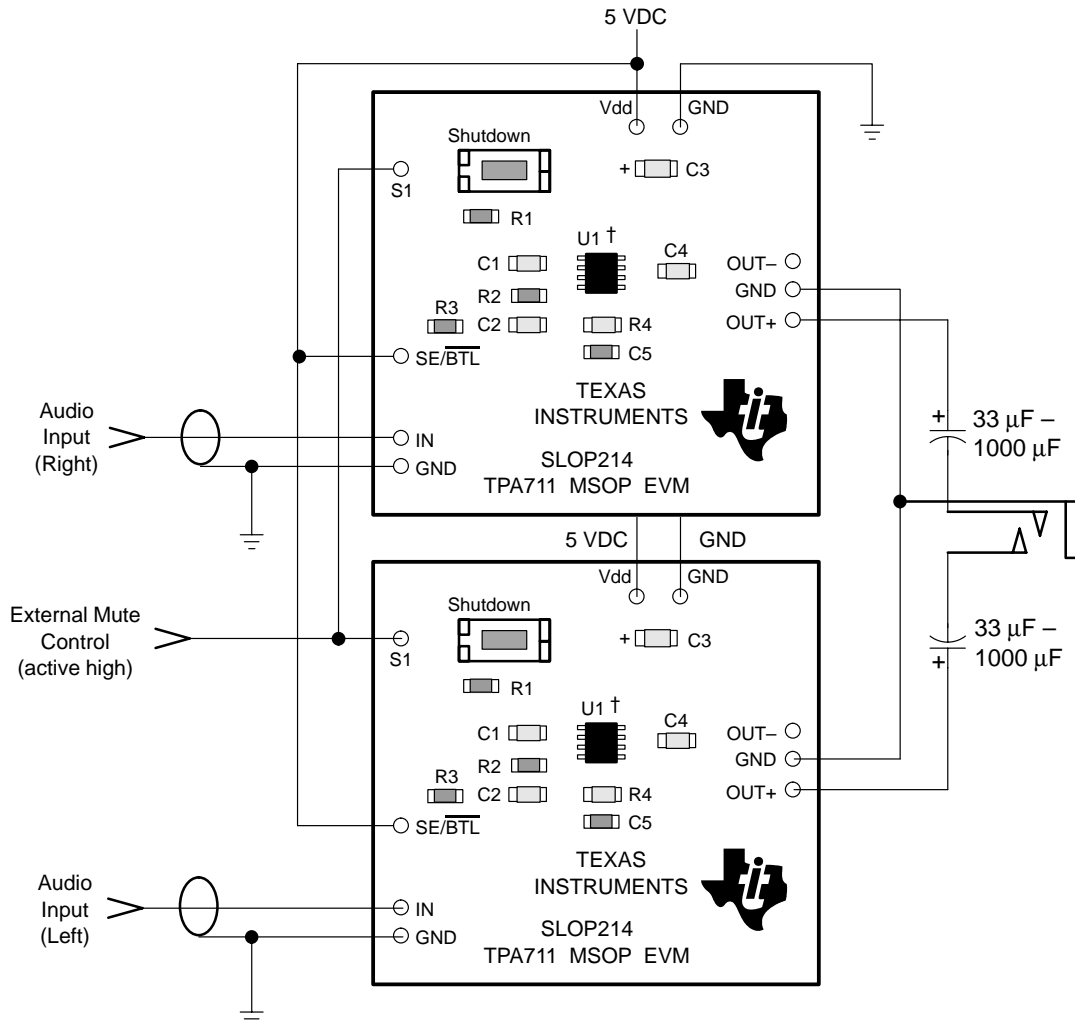 5 VDC
Vdd
GND
Shutdown
S1
+
C3
R1
U1 †
C1
C4
OUT–
R2
GND
R3
C2
R4
OUT+
C5
SE/BTL
TEXAS
INSTRUMENTS
Audio
Input
(Right)
IN
GND
SLOP214
TPA711 MSOP EVM
+
33 µF –
1000 µF
5 VDC
GND
Vdd
GND
Shutdown
External Mute
Control
(active high)
S1
+
C3
R1
33 µF –
1000 µF
+
U1 †
C1
C4
OUT–
R2
GND
R3
C2
R4
OUT+
C5
SE/BTL
TEXAS
INSTRUMENTS
Audio
Input
(Left)
IN
GND
SLOP214
TPA711 MSOP EVM